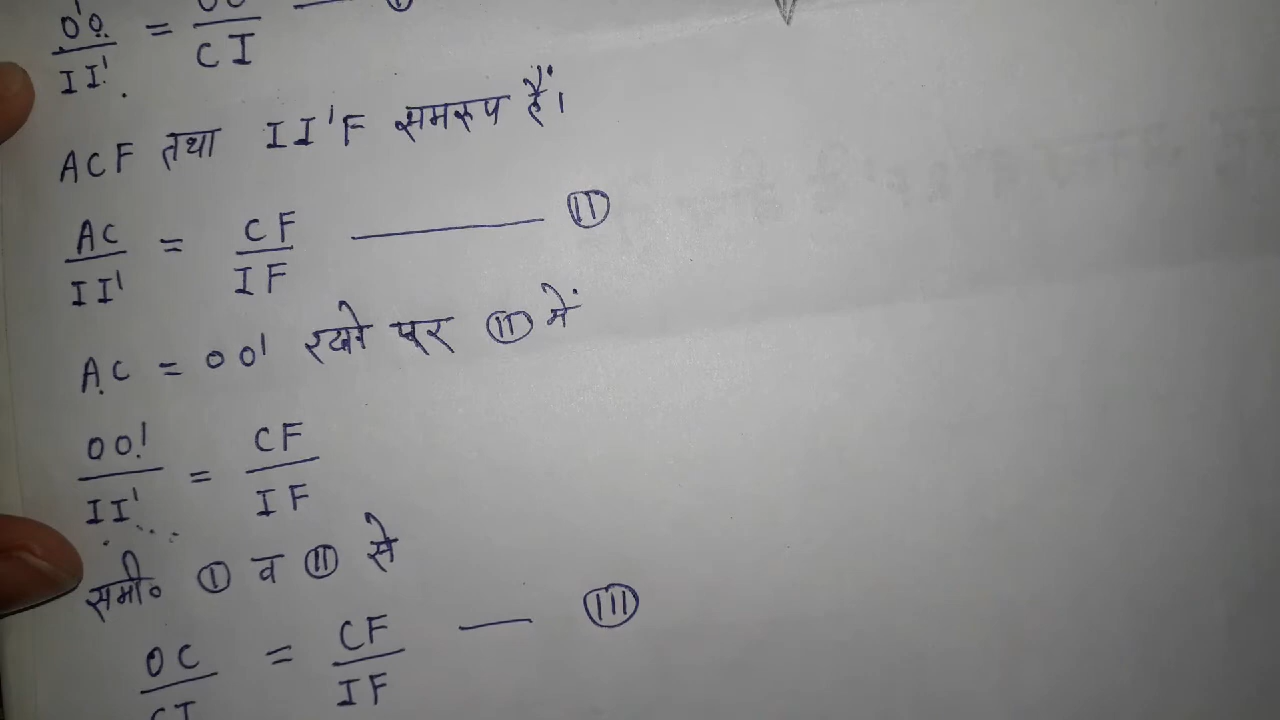 O'O / II' = OC / CI —— I
ACF तथा II'F समरुप हैं।
AC / II' = CF / IF —— II
AC = OO' रखने पर II में
OO' / II' = CF / IF
समी० I व II से
OC / CI = CF / IF —— III